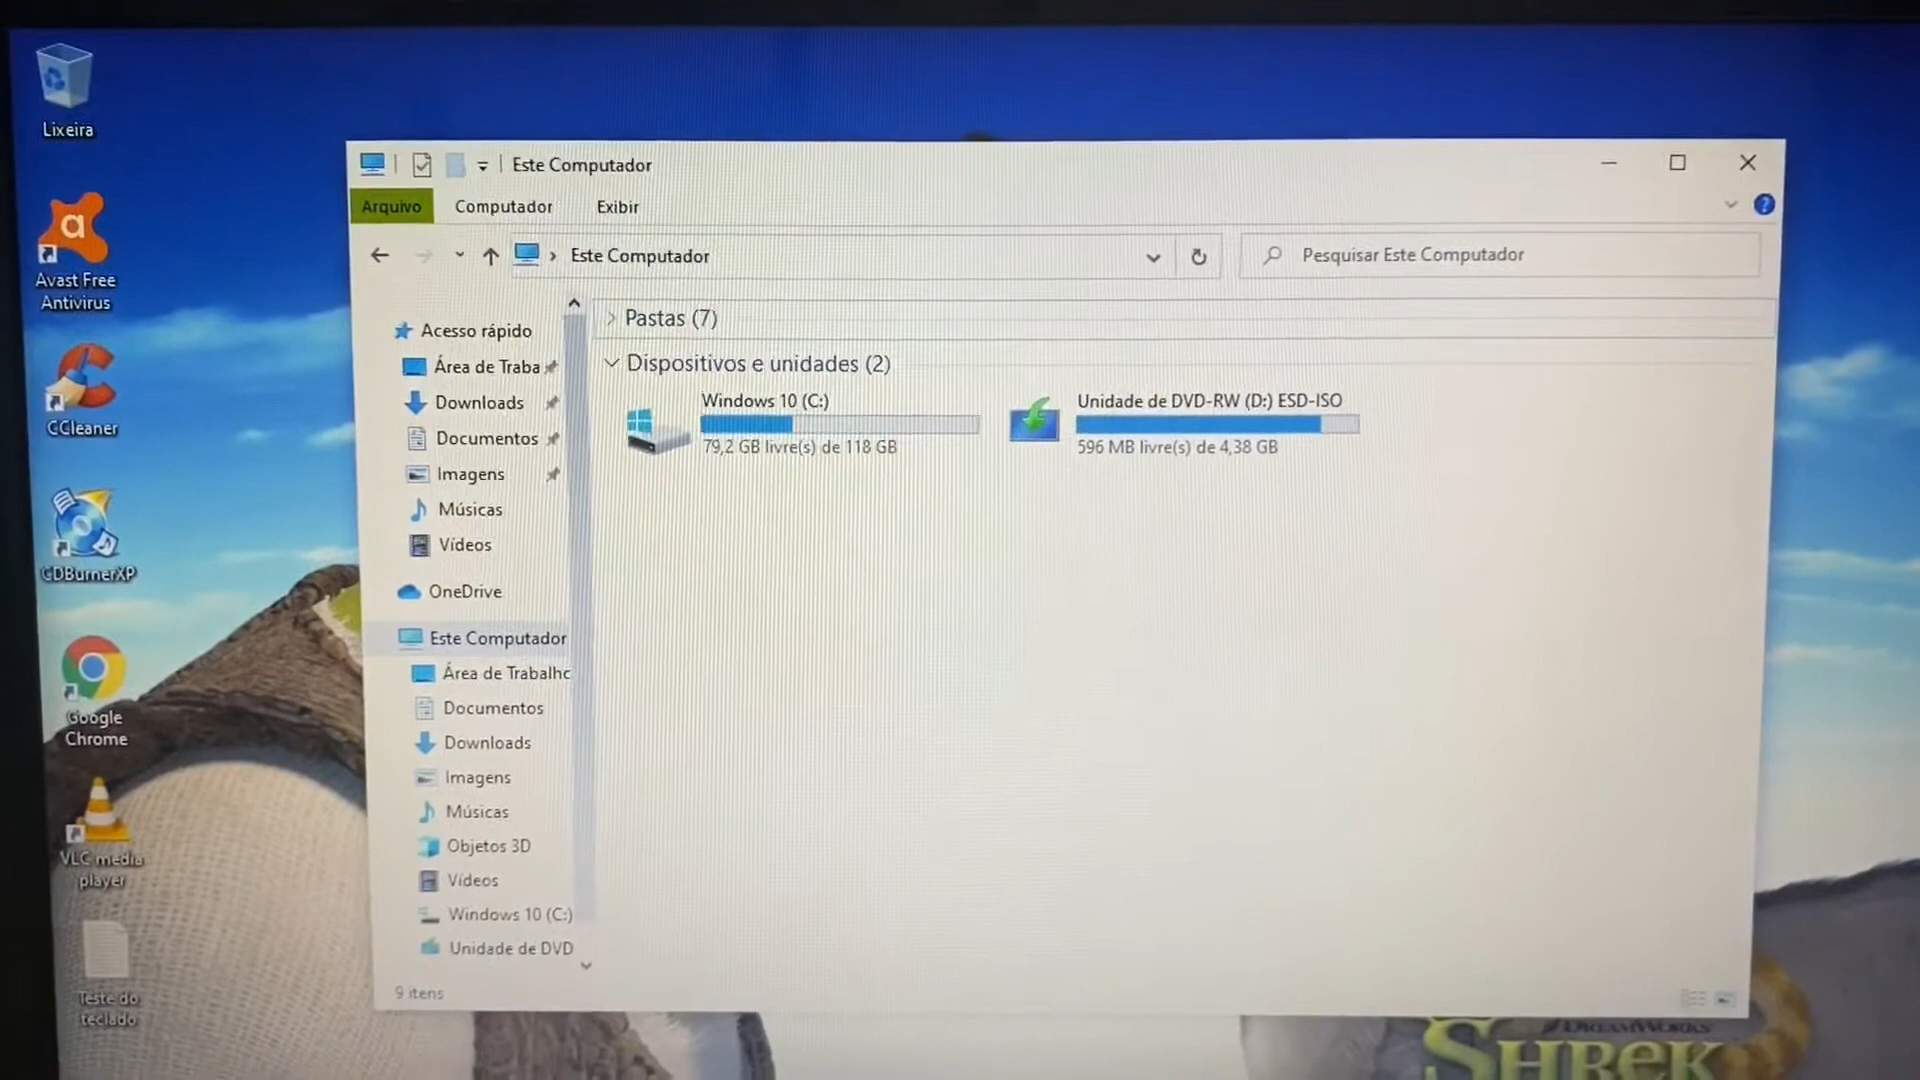 Lixeira
Avast Free
Antivirus
CCleaner
CDBurnerXP
Google
Chrome
VLC media
player
Teste do
teclado
Este Computador
Arquivo
Computador
Exibir
Este Computador
Pesquisar Este Computador
Acesso rápido
Área de Traba
Downloads
Documentos
Imagens
Músicas
Vídeos
OneDrive
Este Computador
Área de Trabalhc
Documentos
Downloads
Imagens
Músicas
Objetos 3D
Vídeos
Windows 10 (C:)
Unidade de DVD
Pastas (7)
Dispositivos e unidades (2)
Windows 10 (C:)
79,2 GB livre(s) de 118 GB
Unidade de DVD-RW (D:) ESD-ISO
596 MB livre(s) de 4,38 GB
9 itens
DREAMWORKS
SHREK